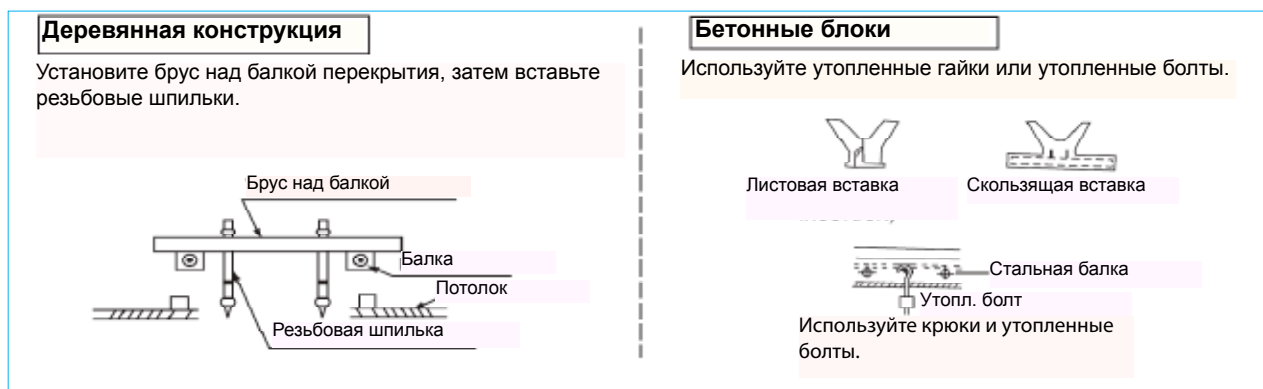 Деревянная конструкция
Установите брус над балкой перекрытия, затем вставьте
резьбовые шпильки.
Брус над балкой
Балка
Потолок
Резьбовая шпилька
Бетонные блоки
Используйте утопленные гайки или утопленные болты.
Листовая вставка
Скользящая вставка
Стальная балка
Утопл. болт
Используйте крюки и утопленные
болты.